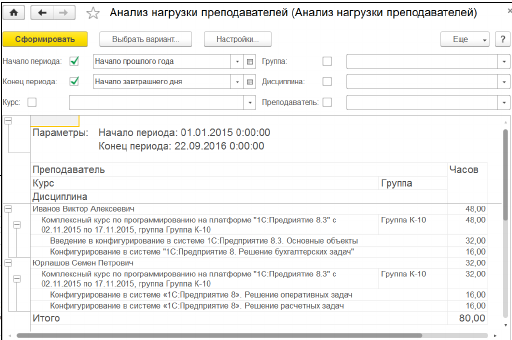 Анализ нагрузки преподавателей (Анализ нагрузки преподавателей)
Сформировать Выбрать вариант... Настройки... Еще ?
Начало периода: Начало прошлого года Группа:
Конец периода: Начало завтрашнего дня Дисциплина:
Курс: Преподаватель:
Параметры: Начало периода: 01.01.2015 0:00:00
Конец периода: 22.09.2016 0:00:00
Преподаватель Часов
Курс Группа
Дисциплина
Иванов Виктор Алексеевич 48,00
Комплексный курс по программированию на платформе "1С:Предриятие 8.3" с Группа К-10 48,00
02.11.2015 по 17.11.2015, группа Группа К-10
Введение в конфигурирование в системе 1С:Предприятие 8.3. Основные объекты 32,00
Конфигурирование в системе "1С:Предприятие 8. Решение бухгалтерских задач" 16,00
Юрлашов Семен Петрович 32,00
Комплексный курс по программированию на платформе "1С:Предриятие 8.3" с Группа К-10 32,00
02.11.2015 по 17.11.2015, группа Группа К-10
Конфигурирование в системе «1С:Предприятие 8». Решение оперативных задач 16,00
Конфигурирование в системе «1С:Предприятие 8». Решение расчетных задач 16,00
Итого 80,00